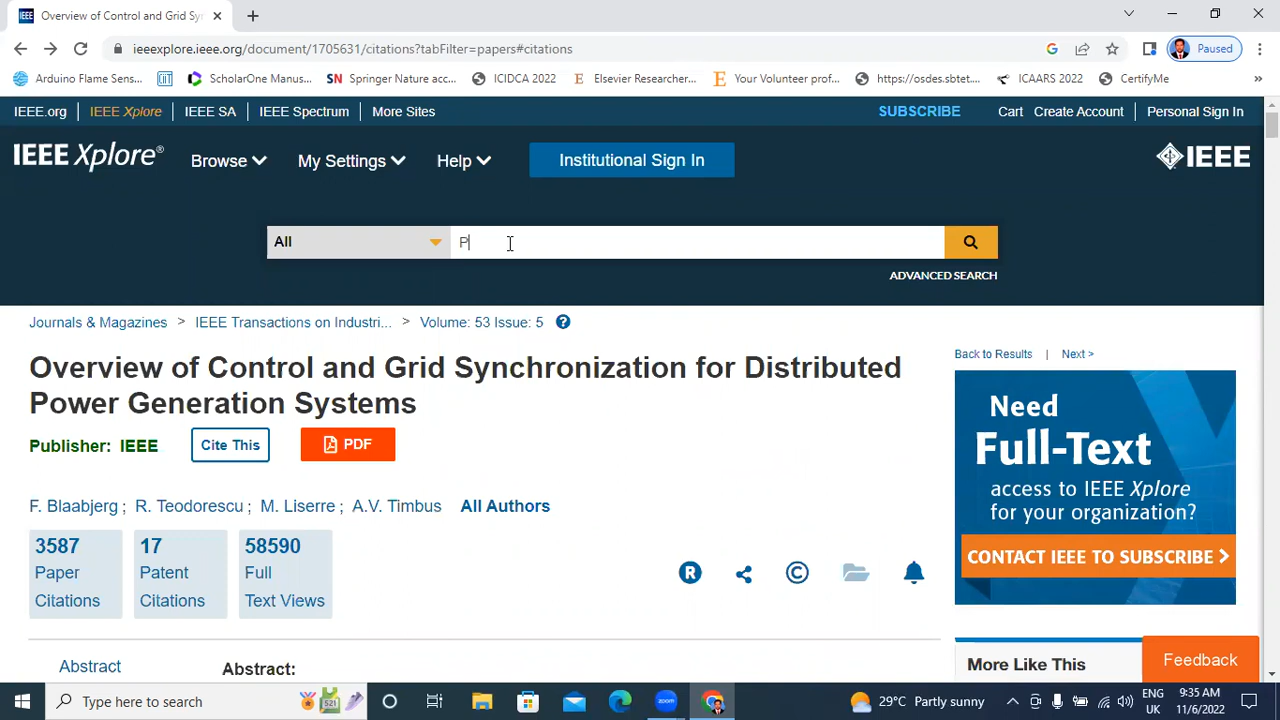 Overview of Control and Grid Sy
ieeexplore.ieee.org/document/1705631/citations?tabFilter=papers#citations
Paused
Arduino Flame Sens...
ScholarOne Manus...
SN Springer Nature acc...
ICIDCA 2022
E Elsevier Researcher...
E Your Volunteer prof...
https://osdes.sbtet....
ICAARS 2022
CertifyMe
»
IEEE.org
IEEE Xplore
IEEE SA
IEEE Spectrum
More Sites
SUBSCRIBE
Cart
Create Account
Personal Sign In
IEEE Xplore®
Browse
My Settings
Help
Institutional Sign In
IEEE
All
P
ADVANCED SEARCH
Journals & Magazines > IEEE Transactions on Industri... > Volume: 53 Issue: 5 ?
Overview of Control and Grid Synchronization for Distributed
Power Generation Systems
Publisher: IEEE
Cite This
PDF
F. Blaabjerg ; R. Teodorescu ; M. Liserre ; A.V. Timbus All Authors
3587
Paper
Citations
17
Patent
Citations
58590
Full
Text Views
R
©
Back to Results | Next >
Need
Full-Text
access to IEEE Xplore
for your organization?
CONTACT IEEE TO SUBSCRIBE >
Abstract
Abstract:
More Like This
Feedback
Type here to search
521
zoom
29°C Partly sunny
ENG
UK
9:35 AM
11/6/2022